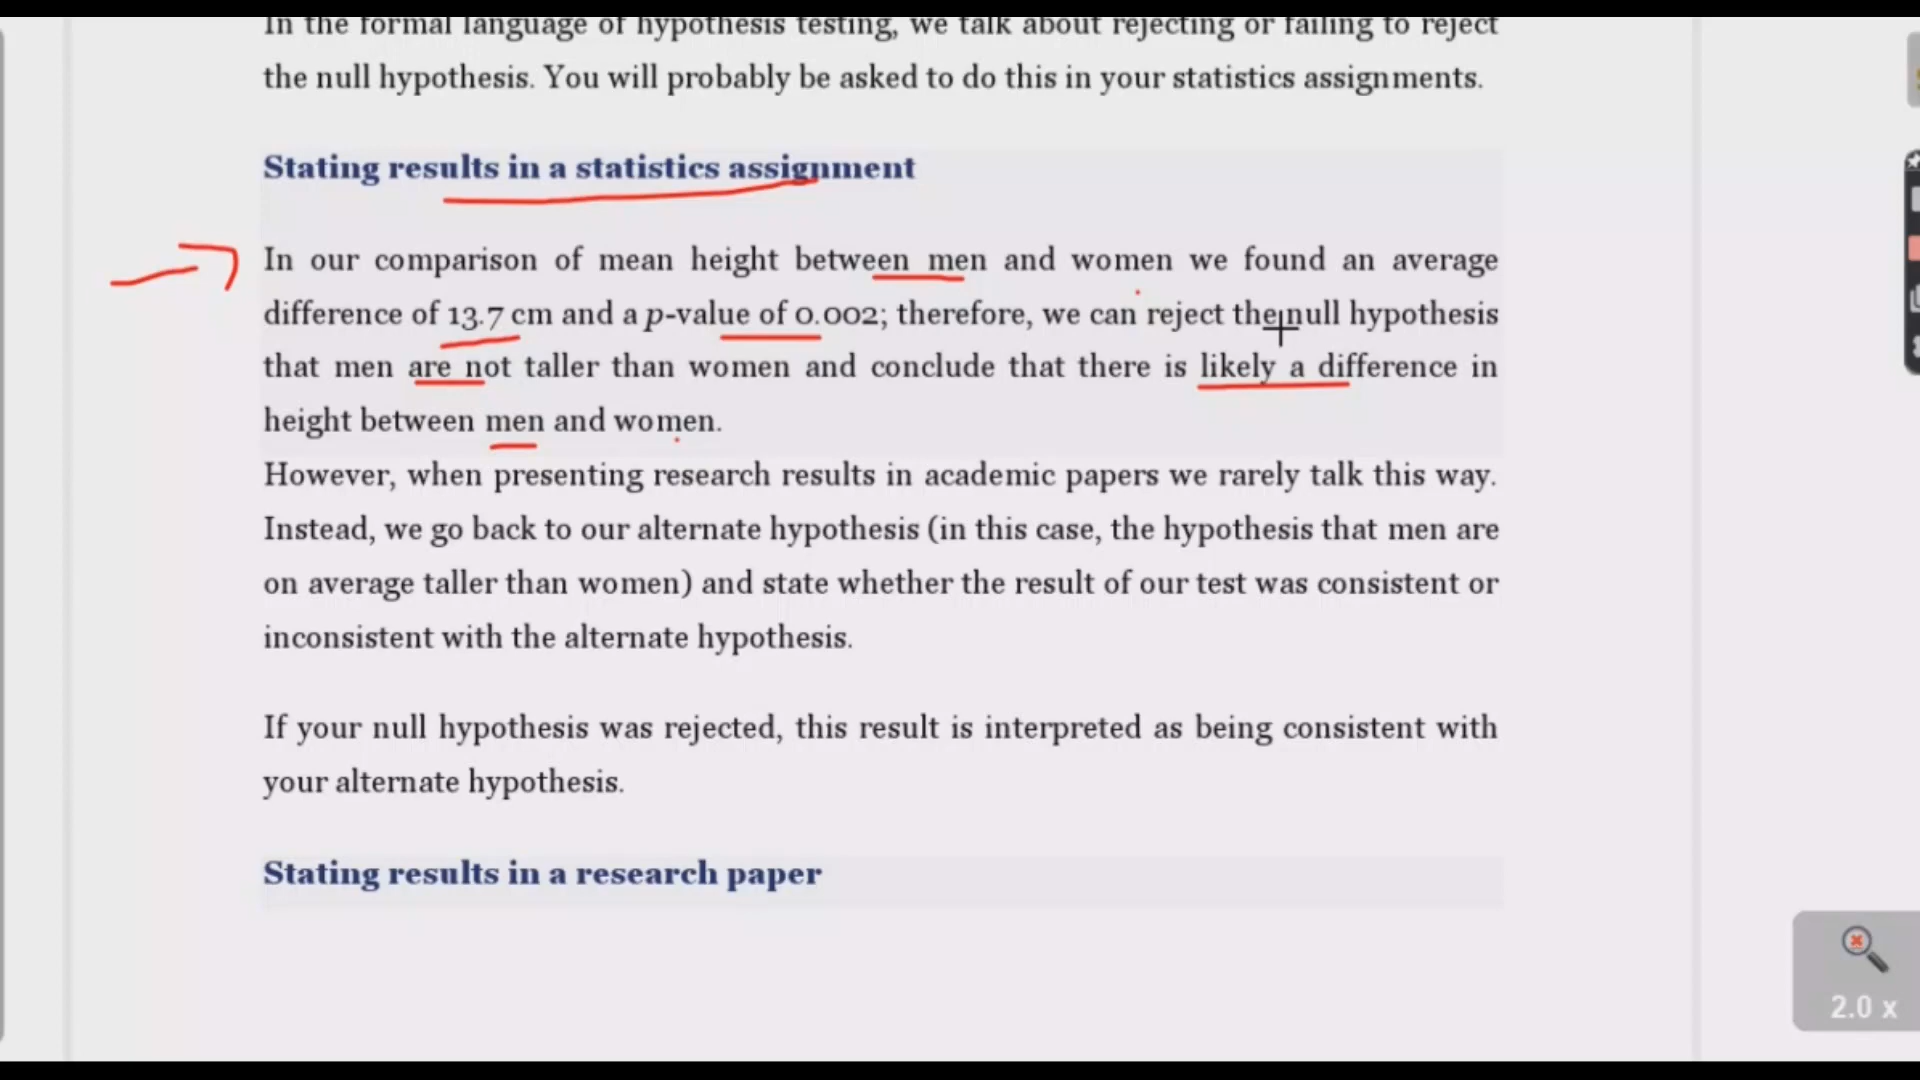 In the formal language of hypothesis testing, we talk about rejecting or failing to reject
the null hypothesis. You will probably be asked to do this in your statistics assignments.
Stating results in a statistics assignment
In our comparison of mean height between men and women we found an average
difference of 13.7 cm and a p-value of 0.002; therefore, we can reject the null hypothesis
that men are not taller than women and conclude that there is likely a difference in
height between men and women.
However, when presenting research results in academic papers we rarely talk this way.
Instead, we go back to our alternate hypothesis (in this case, the hypothesis that men are
on average taller than women) and state whether the result of our test was consistent or
inconsistent with the alternate hypothesis.
If your null hypothesis was rejected, this result is interpreted as being consistent with
your alternate hypothesis.
Stating results in a research paper
2.0 x